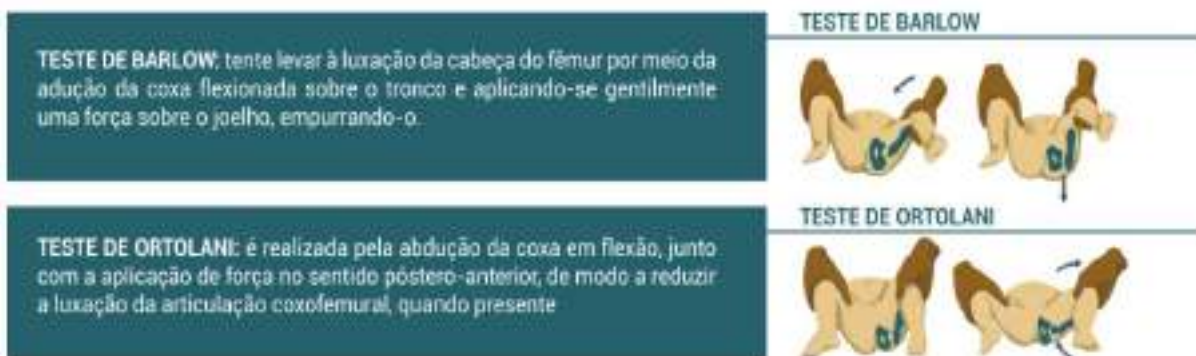 TESTE DE BARLOW: tente levar à luxação da cabeça do fêmur por meio da
adução da coxa flexionada sobre o tronco e aplicando-se gentilmente
uma força sobre o joelho, empurrando-o.
TESTE DE BARLOW
TESTE DE ORTOLANI: é realizada pela abdução da coxa em flexão, junto
com a aplicação de força no sentido póstero-anterior, de modo a reduzir
a luxação da articulação coxofemural, quando presente
TESTE DE ORTOLANI